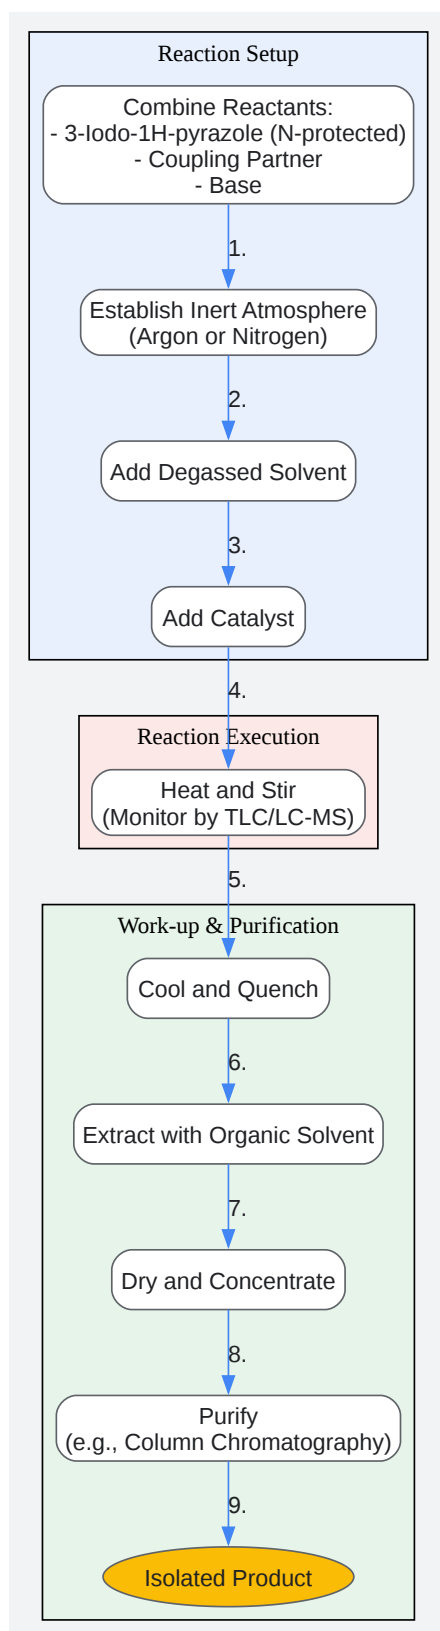 Reaction Setup
Combine Reactants:
- 3-Iodo-1H-pyrazole (N-protected)
- Coupling Partner
- Base
1.
Establish Inert Atmosphere
(Argon or Nitrogen)
2.
Add Degassed Solvent
3.
Add Catalyst
4.
Reaction Execution
Heat and Stir
(Monitor by TLC/LC-MS)
5.
Work-up & Purification
Cool and Quench
6.
Extract with Organic Solvent
7.
Dry and Concentrate
8.
Purify
(e.g., Column Chromatography)
9.
Isolated Product